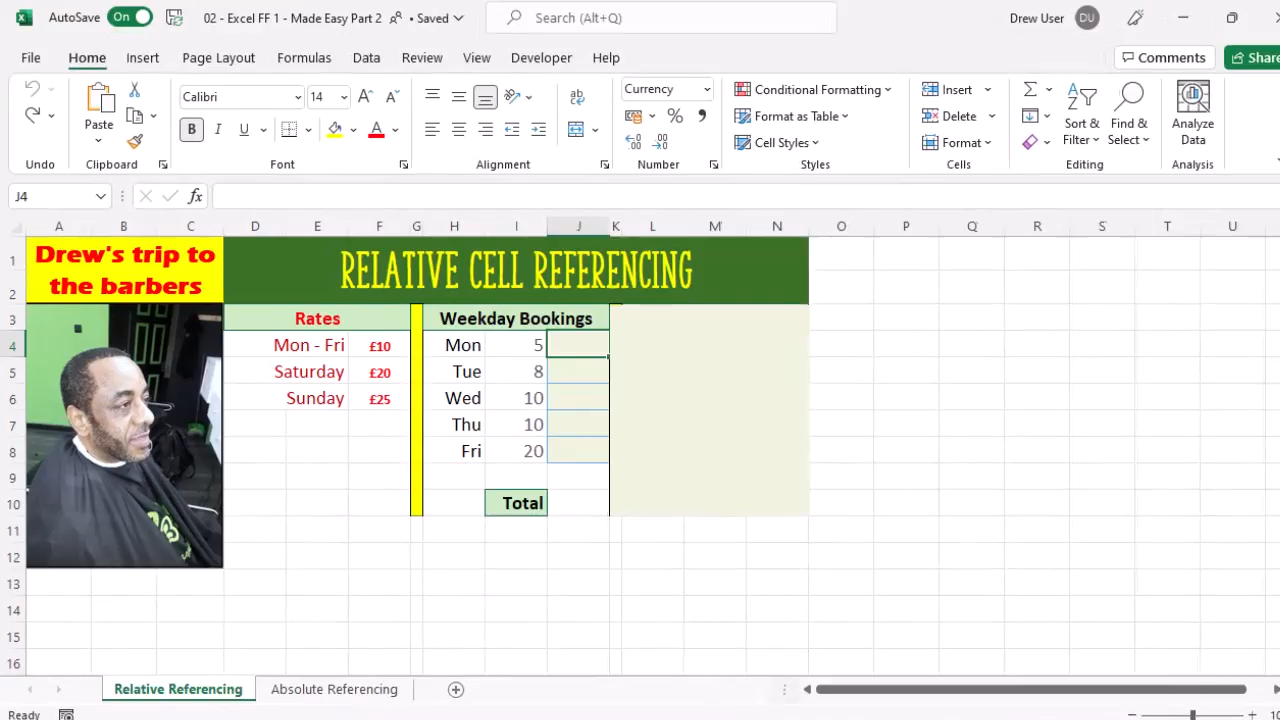 AutoSave On 02 - Excel FF 1 - Made Easy Part 2 • Saved Search (Alt+Q) Drew User DU
File Home Insert Page Layout Formulas Data Review View Developer Help Comments Share
Paste Calibri 14 B I U A Currency % Conditional Formatting Format as Table Cell Styles Insert Delete Format Sort & Filter Find & Select Analyze Data
Undo Clipboard Font Alignment Number Styles Cells Editing Analysis
J4 fx
A B C D E F G H I J K L M N O P Q R S T U
1 Drew's trip to RELATIVE CELL REFERENCING
2 the barbers
3 Rates Weekday Bookings
4 Mon - Fri £10 Mon 5
5 Saturday £20 Tue 8
6 Sunday £25 Wed 10
7 Thu 10
8 Fri 20
9
10 Total
11
12
13
14
15
16
Relative Referencing Absolute Referencing
Ready 10